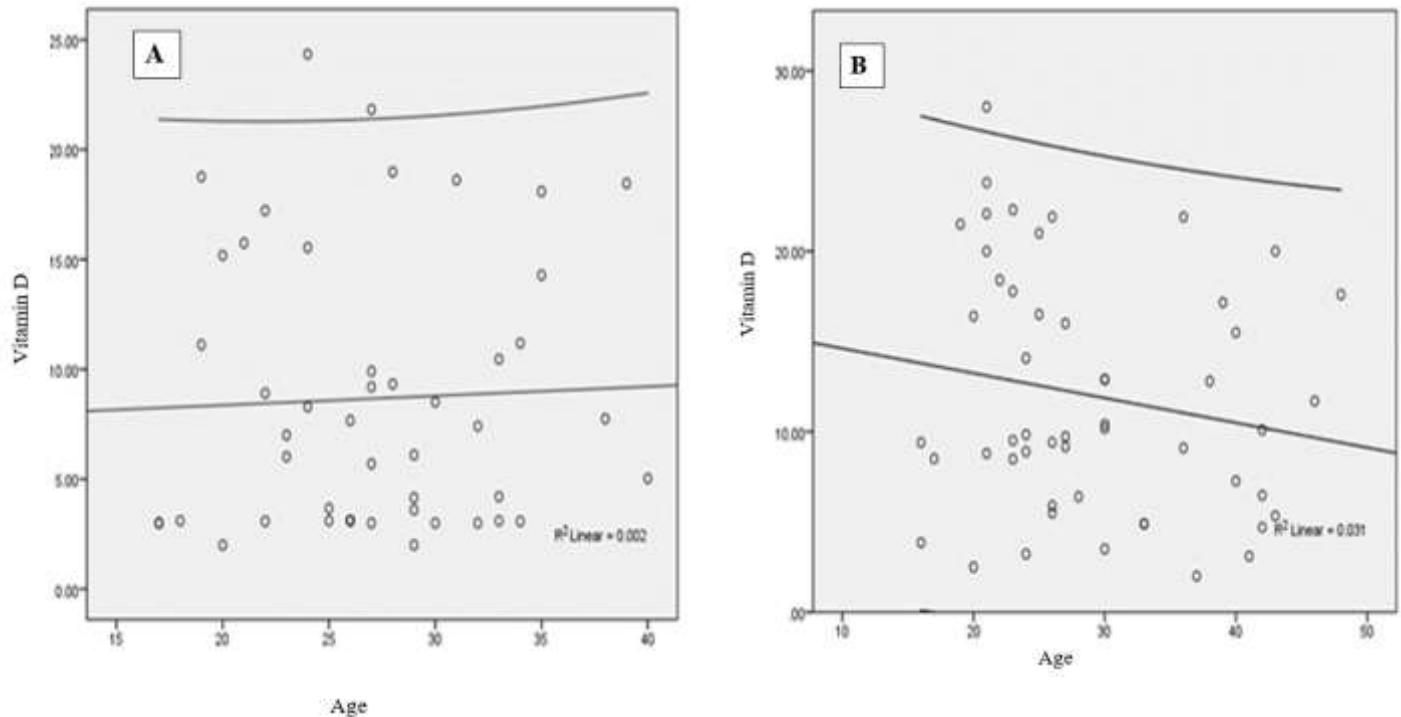 A
25.00
20.00
15.00
10.00
5.00
0.00
Vitamin D
R² Linear = 0.002
15 20 25 30 35 40
Age
B
30.00
20.00
10.00
.00
Vitamin D
R² Linear = 0.031
10 20 30 40 50
Age